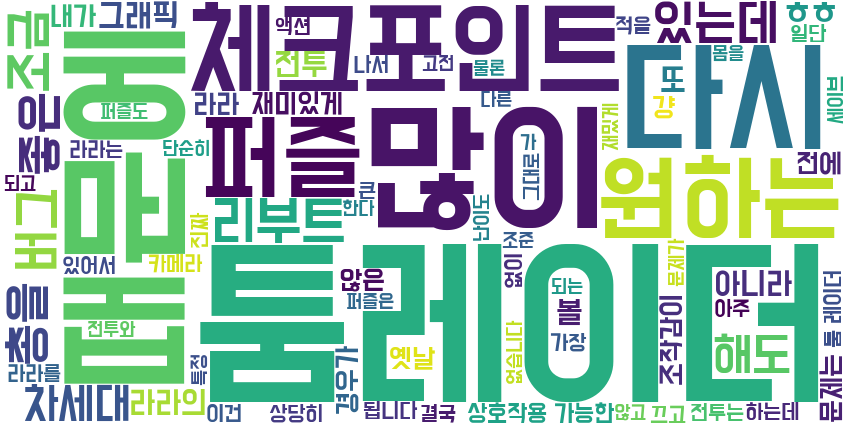 내가
그래픽
액션
체크포인트
있는데
ㅎㅎ
일단
적을
몸을
조금
중
전투
나서
고전
물론
다시
또
걍
퍼즐도
라라
재미있게
다른
세이브
좋은
라라는
단순히
퍼즐
많이
가
그대로
재밌게
전에
되고
큰
원하는
버그
만
진짜
리부트
한다
난이도
조준
없이
문제가
있어서
카메라
않은
퍼즐은
되는
볼
아니라
아주
툼 레이더
총을
좀
전투와
툼레이더
가장
조작감이
해도
라라를
특정
옛날
경우가
없습니다
문제는
차세대
라라의
이건
상당히
됩니다
결국
상호작용
가능한
않고
끄고
전투는
하는데